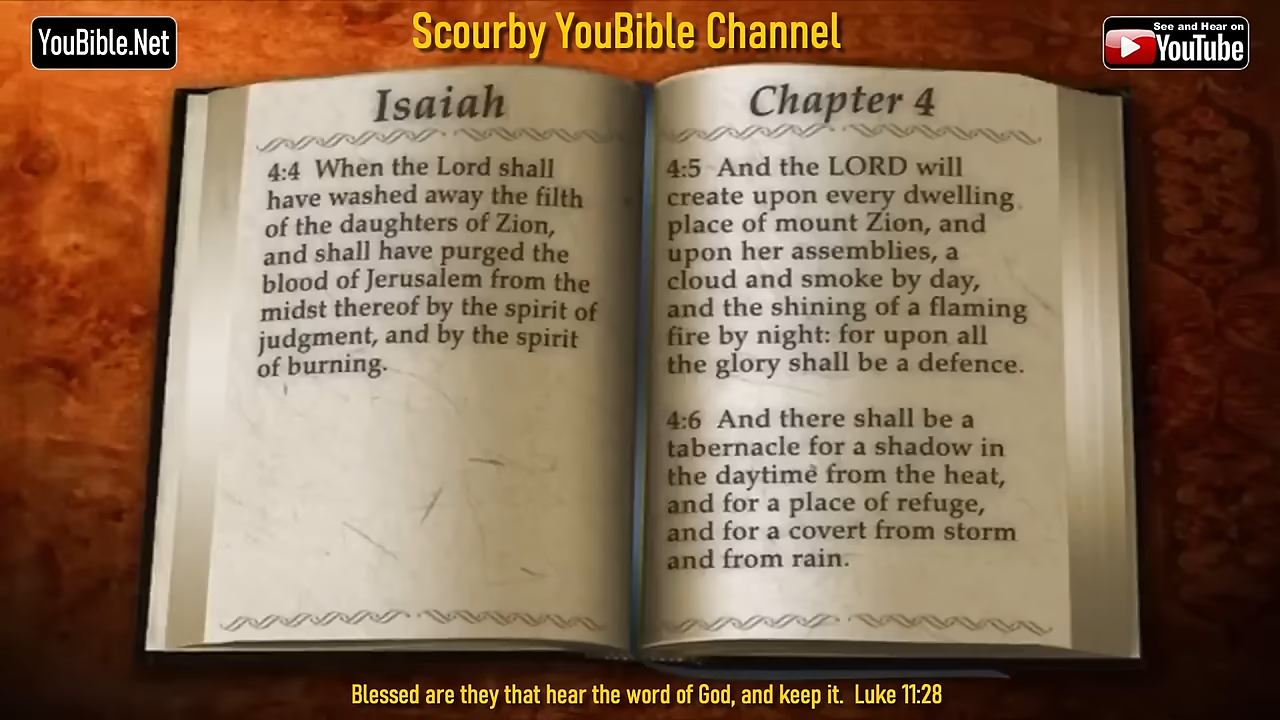 YouBible.Net
Scourby YouBible Channel
See and Hear on
YouTube
Isaiah
4:4 When the Lord shall
have washed away the filth
of the daughters of Zion,
and shall have purged the
blood of Jerusalem from the
midst thereof by the spirit of
judgment, and by the spirit
of burning.
Chapter 4
4:5 And the LORD will
create upon every dwelling
place of mount Zion, and
upon her assemblies, a
cloud and smoke by day,
and the shining of a flaming
fire by night: for upon all
the glory shall be a defence.
4:6 And there shall be a
tabernacle for a shadow in
the daytime from the heat,
and for a place of refuge,
and for a covert from storm
and from rain.
Blessed are they that hear the word of God, and keep it. Luke 11:28